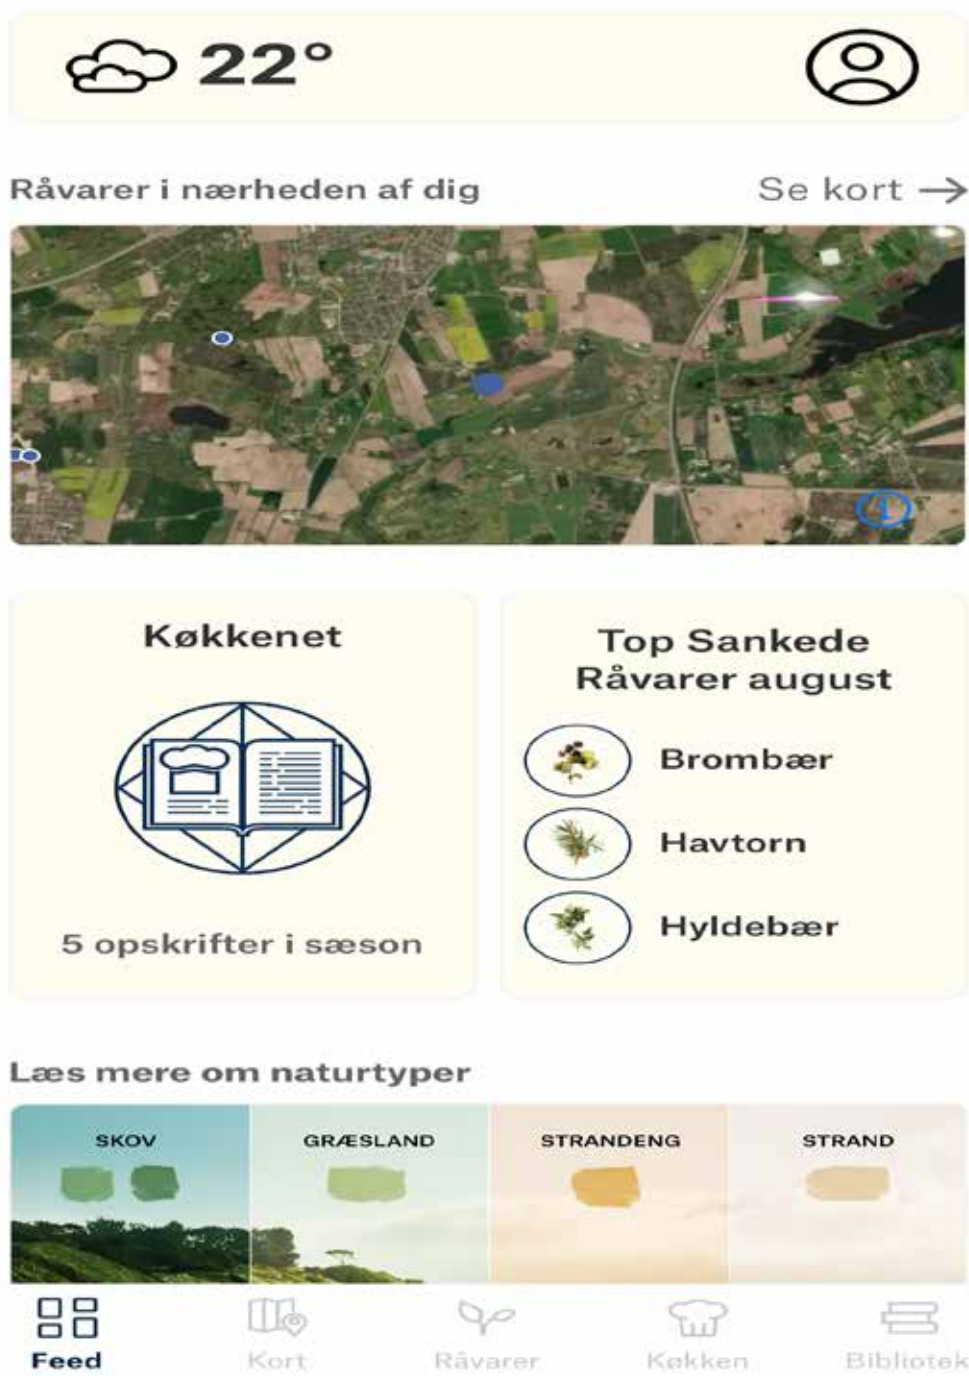 22°
Råvarer i nærheden af dig
Se kort →
Køkkenet
5 opskrifter i sæson
Top Sankede
Råvarer august
Brombær
Havtorn
Hyldebær
Læs mere om naturtyper
SKOV
GRÆSLAND
STRANDENG
STRAND
Feed
Kort
Råvarer
Køkken
Bibliotek